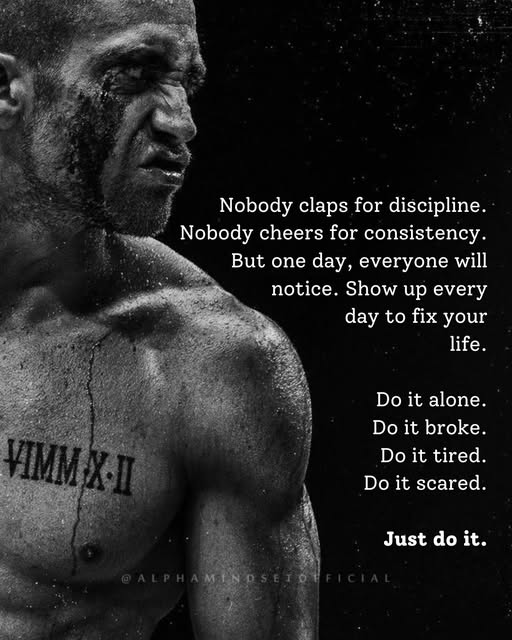 Nobody claps for discipline.
Nobody cheers for consistency.
But one day, everyone will
notice. Show up every
day to fix your
life.
Do it alone.
Do it broke.
Do it tired.
Do it scared.
Just do it.
VIMM·X·II
@ALPHAMINDSETOFFICIAL